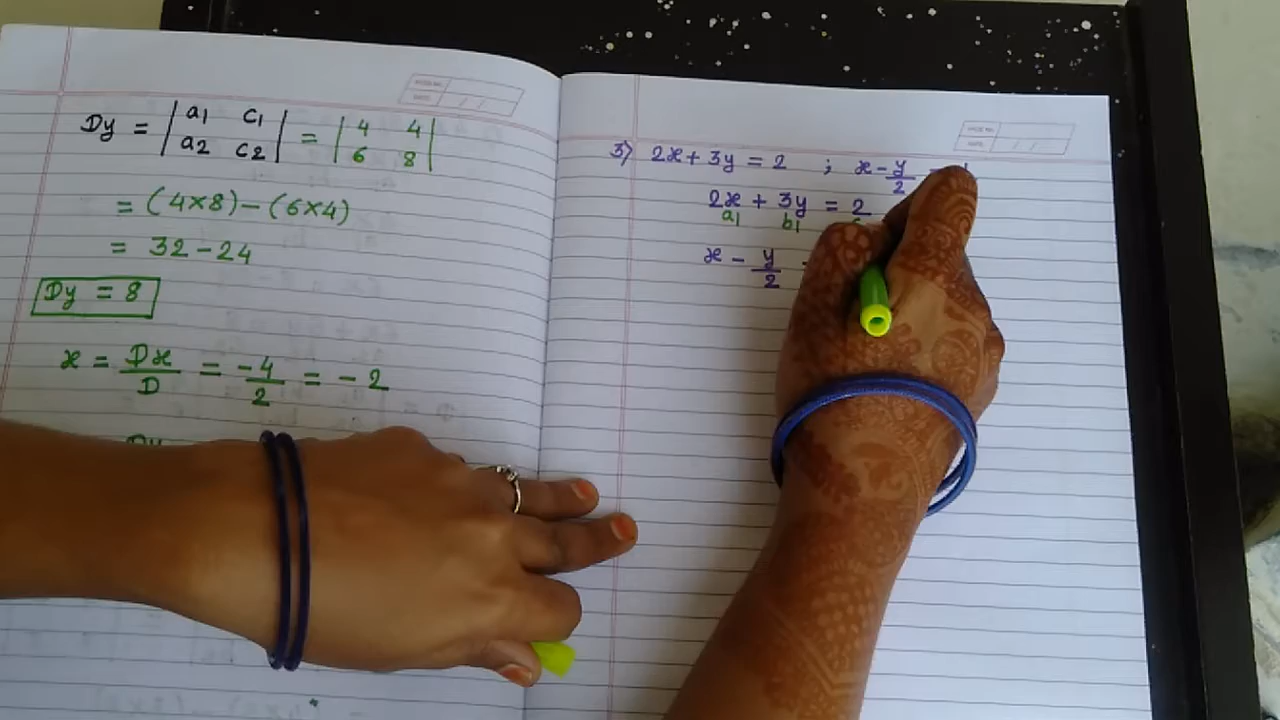 Dy = | a1 c1 | = | 4 4 |
| a2 c2 | | 6 8 |
= (4×8)-(6×4)
= 32-24
Dy = 8
x = Dx/D = -4/2 = -2
Dy
3) 2x + 3y = 2 ; x - y/2
2x + 3y = 2
a1 b1
x - y/2